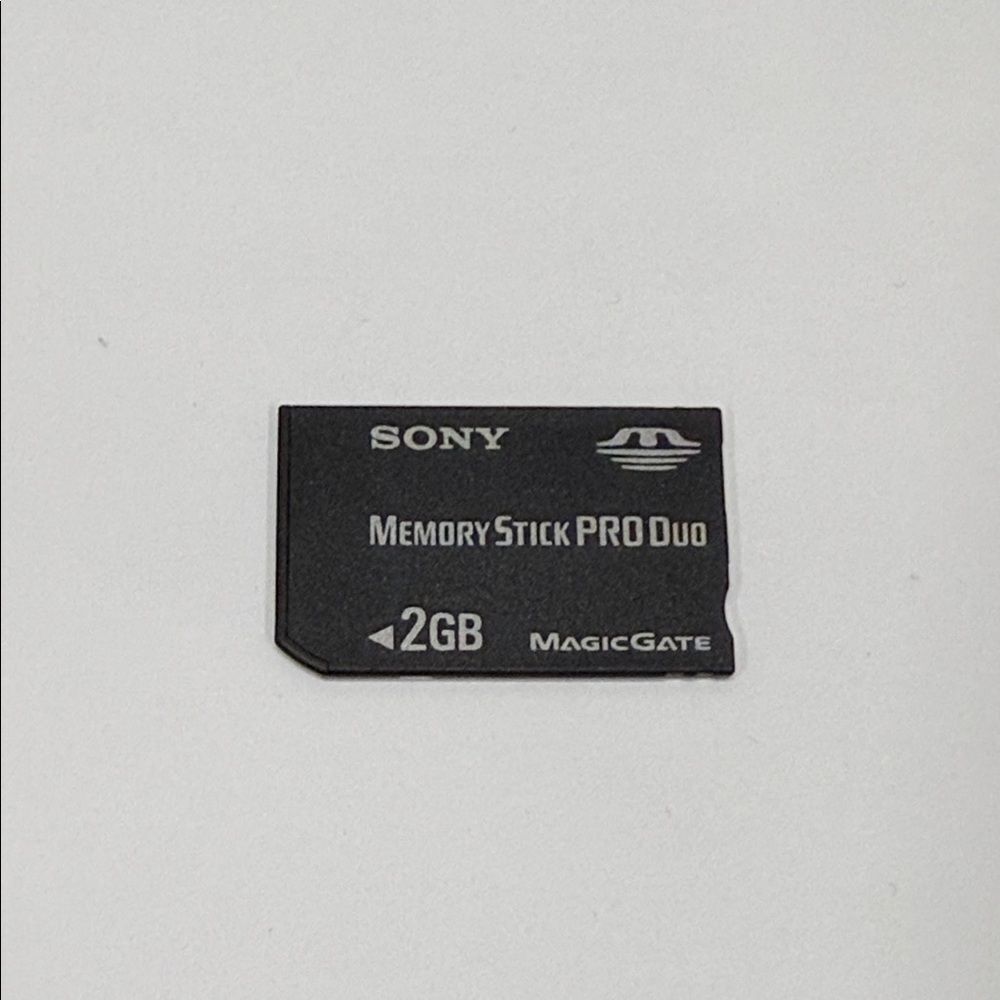 SONY
MEMORY STICK PRO DUO
◀2GB MAGICGATE